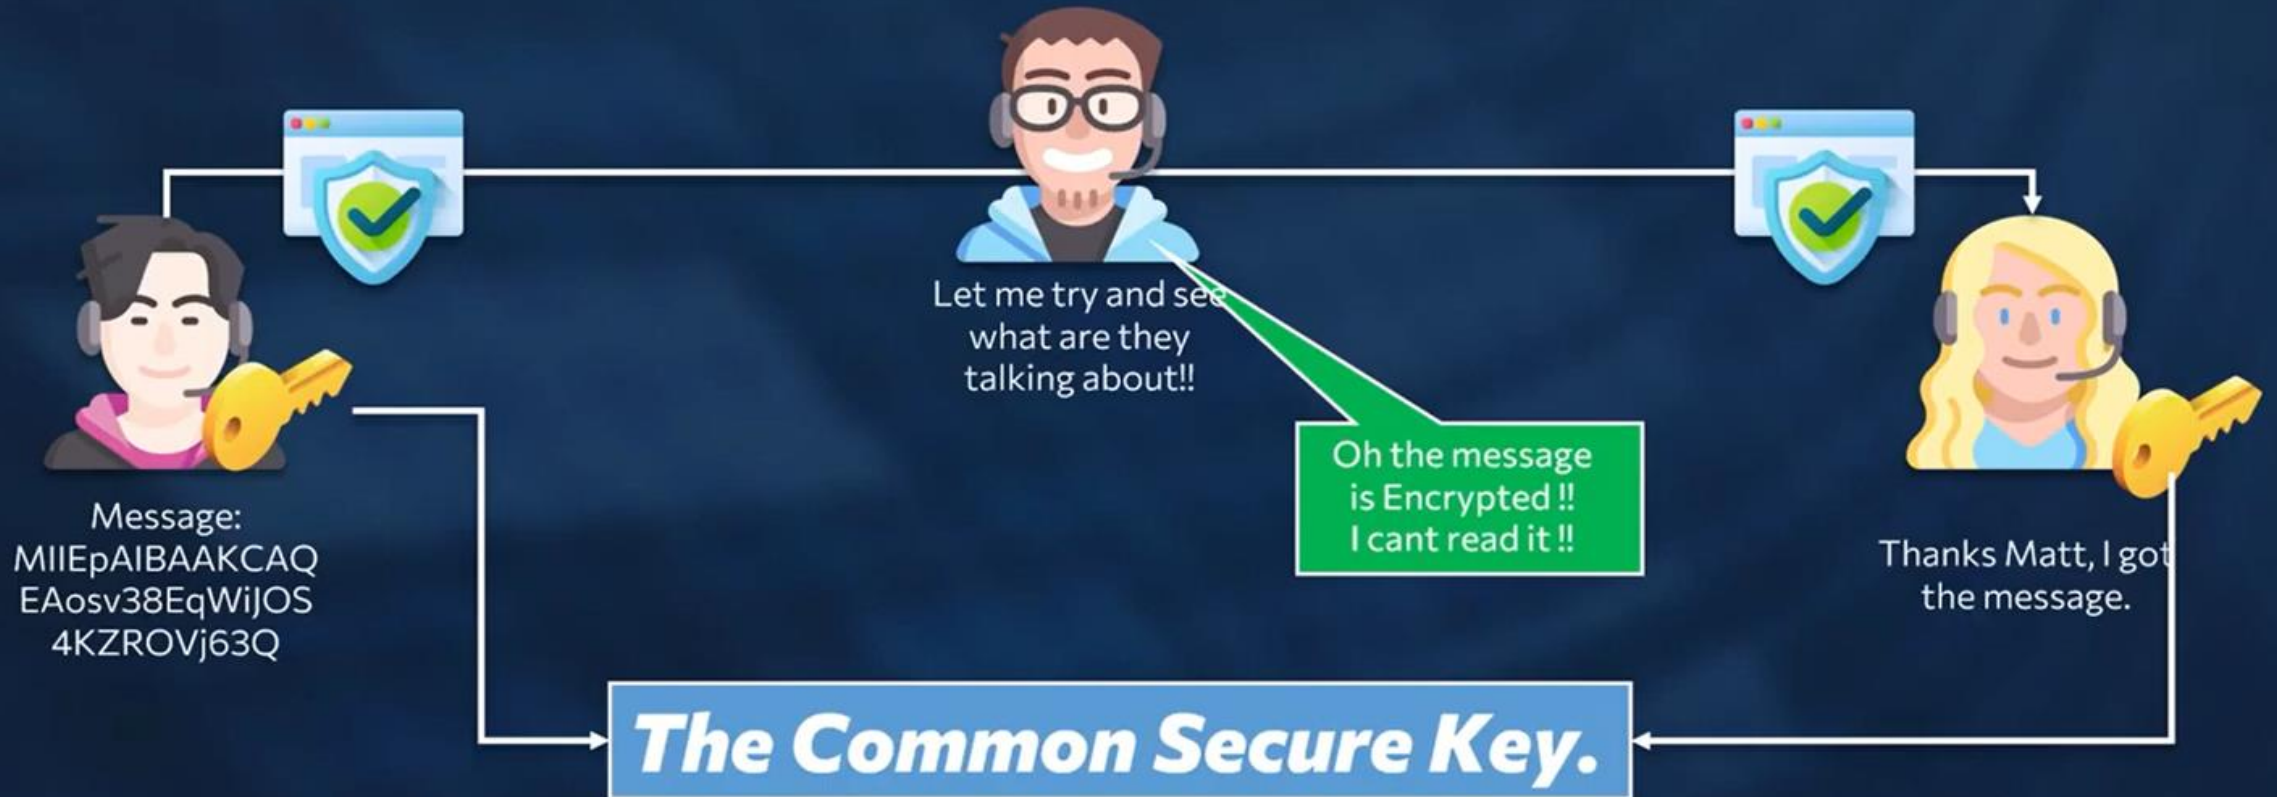 Let me try and see
what are they
talking about!!
Oh the message
is Encrypted !!
I cant read it !!
Message:
MIIEpAIBAAKCAQ
EAosv38EqWiJOS
4KZROVj63Q
Thanks Matt, I got
the message.
The Common Secure Key.